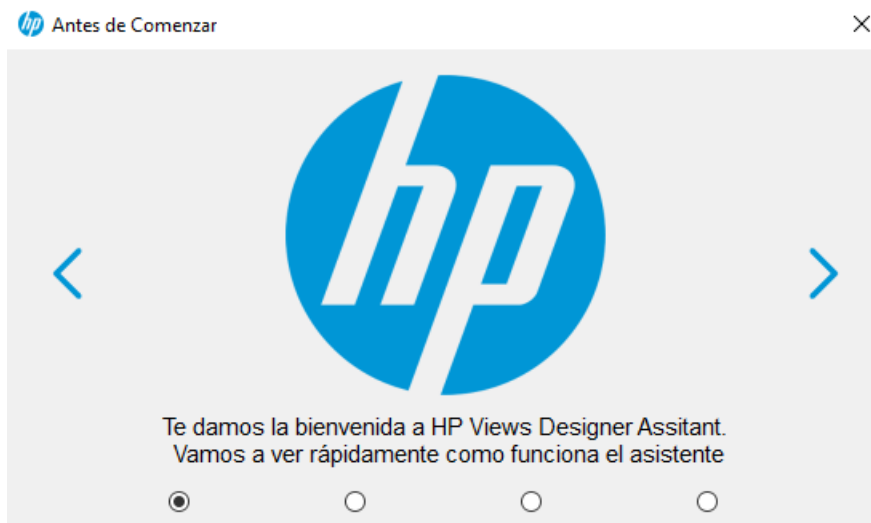 hp Antes de Comenzar
hp
Te damos la bienvenida a HP Views Designer Assitant.
Vamos a ver rápidamente como funciona el asistente